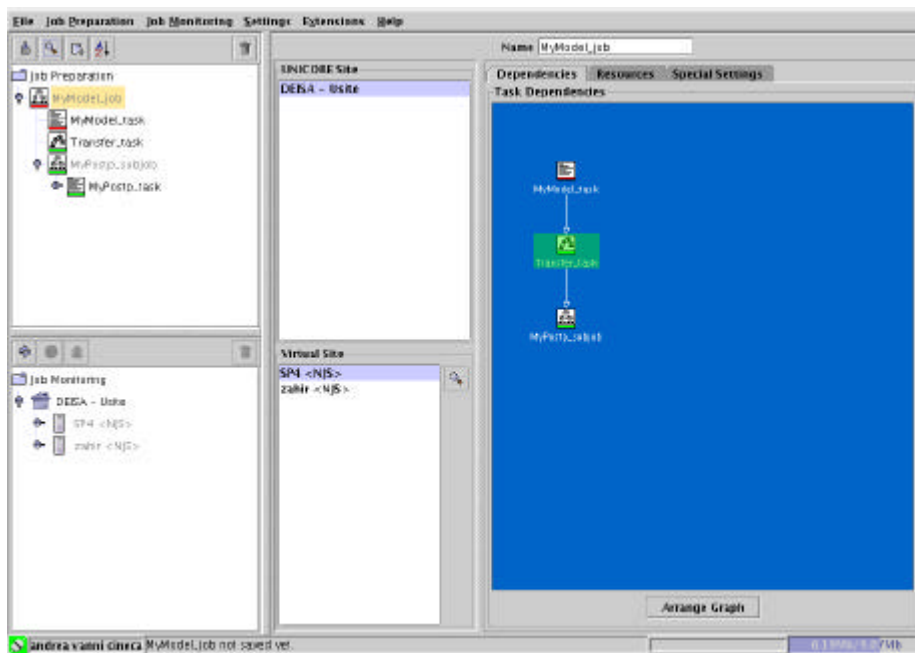 File Job Preparation Job Monitoring Settings Extensions Help
Name MyModel_job
Job Preparation
MyModel_job
MyModel_task
Transfer_task
MyPostp_subjob
MyPostp_task
UNICORE Site
DEISA - Usite
Dependencies Resources Special Settings
Task Dependencies
MyModel_task
Transfer_task
MyPostp_subjob
Job Monitoring
DEISA - Usite
SP4 <NJS>
zahir <NJS>
Virtual Site
SP4 <NJS>
zahir <NJS>
Arrange Graph
andrea vanni cineca MyModel_job not saved yet.